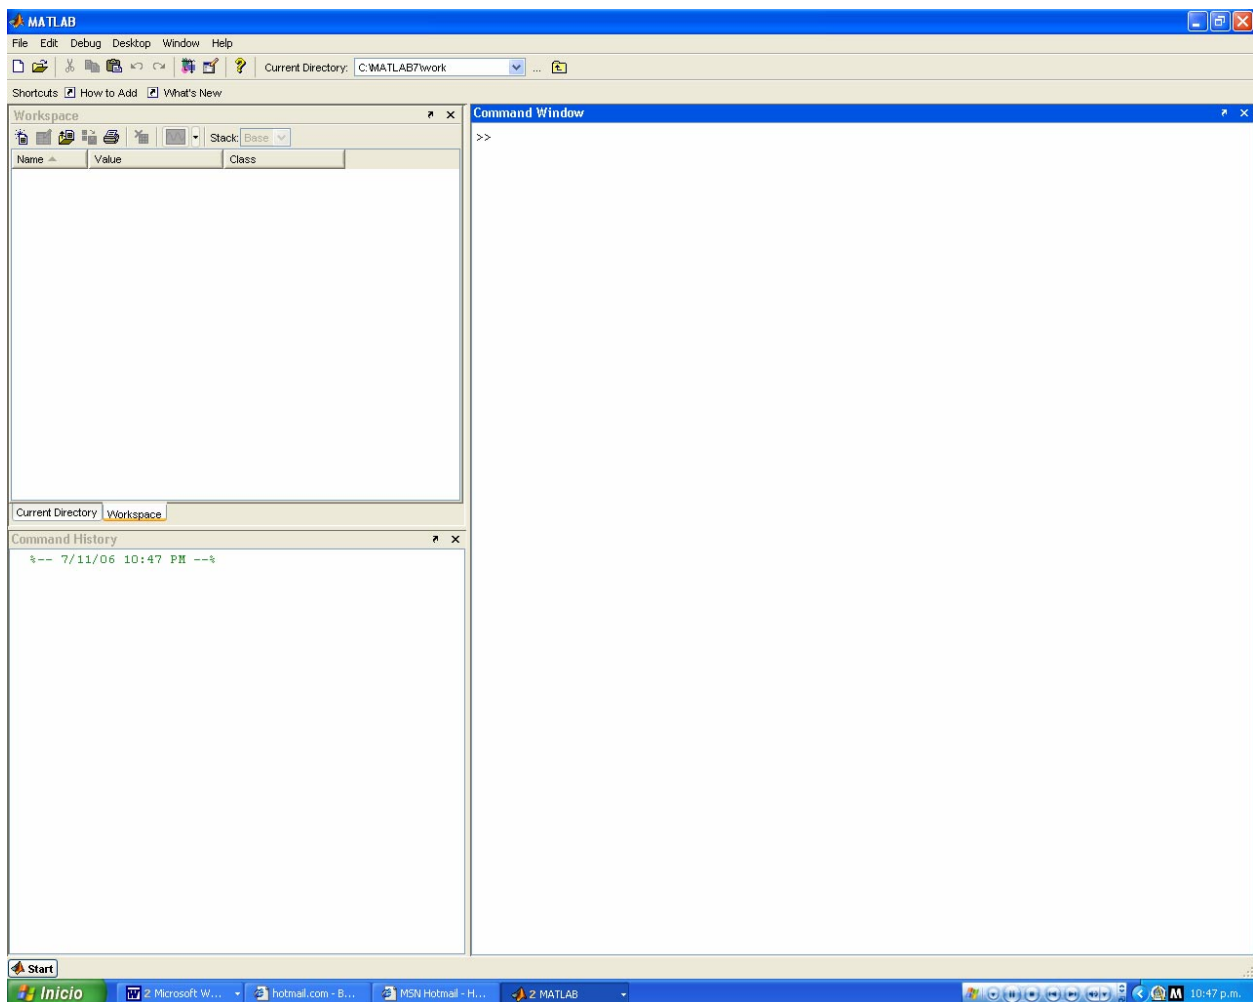 MATLAB
File Edit Debug Desktop Window Help
Current Directory: C:\MATLAB7\work ...
Shortcuts How to Add What's New
Workspace
Stack: Base
Name Value Class
Current Directory Workspace
Command History
%-- 7/11/06 10:47 PM --%
Command Window
>>
Start
Inicio 2 Microsoft W... hotmail.com - B... MSN Hotmail - H... 2 MATLAB 10:47 p.m.